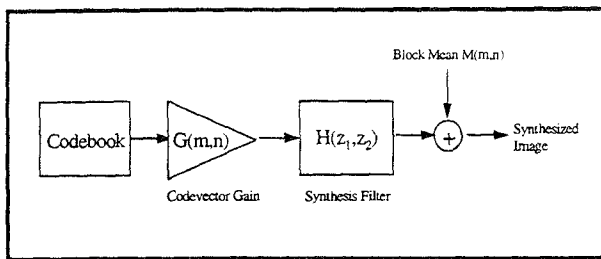 Block Mean M(m,n)
Codebook
G(m,n)
H(z₁,z₂)
+
Synthesized
Image
Codevector Gain
Synthesis Filter